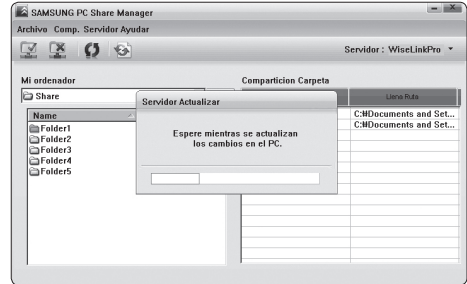 SAMSUNG PC Share Manager
Archivo Comp. Servidor Ayudar
Servidor : WiseLinkPro
Mi ordenador
Comparticion Carpeta
Share
Servidor Actualizar
Llena Ruta
Name
C:#Documents and Set...
Folder1
C:#Documents and Set...
Folder2
Folder3
Folder4
Folder5
Espere mientras se actualizan
los cambios en el PC.